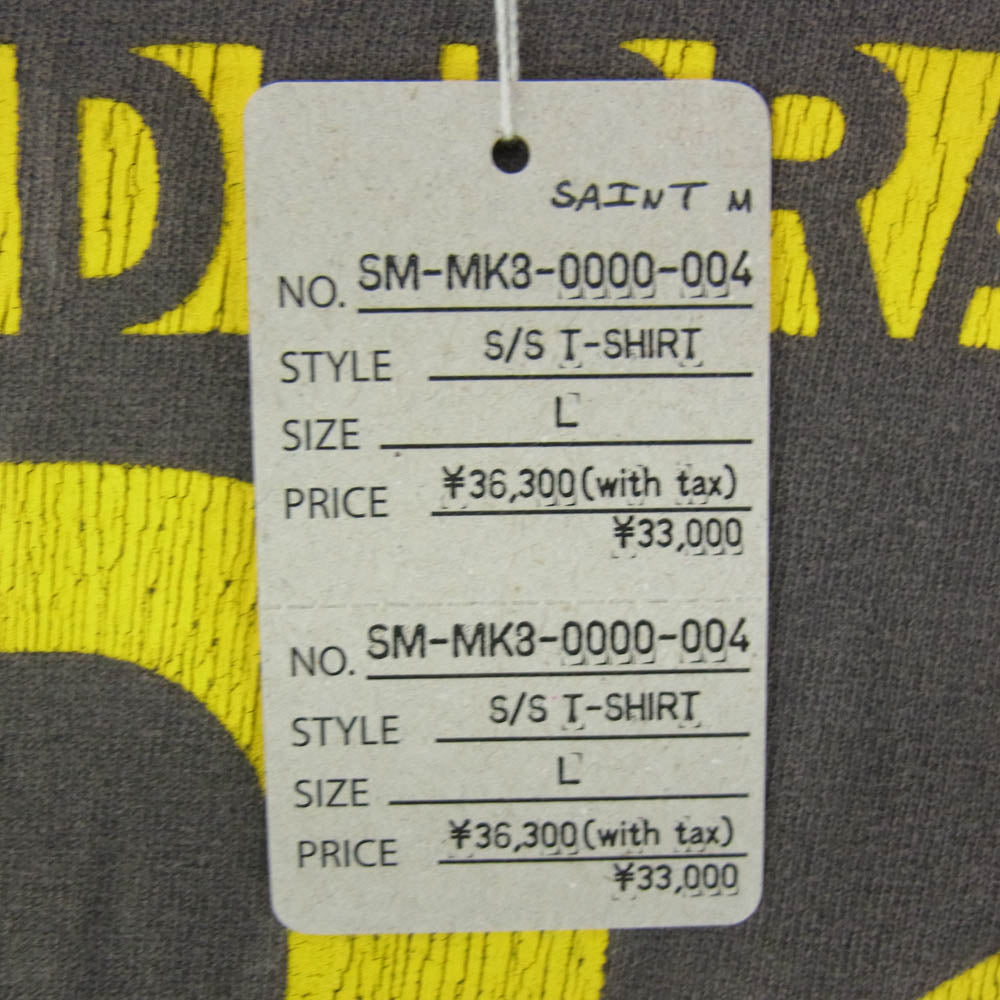 SAINT M
NO. SM-MK3-0000-004
STYLE S/S T-SHIRT
SIZE L
PRICE ¥36,300(with tax)
¥33,000
NO. SM-MK3-0000-004
STYLE S/S T-SHIRT
SIZE L
PRICE ¥36,300(with tax)
¥33,000